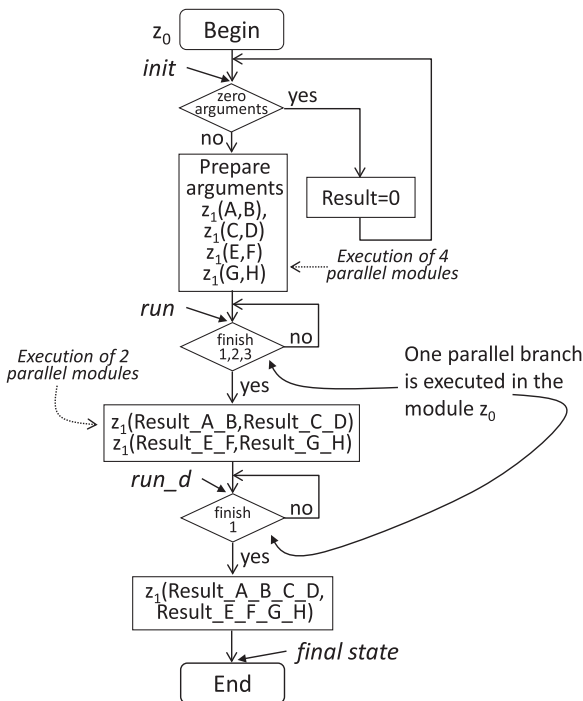 z0 Begin
init
zero
arguments
yes
no
Prepare
arguments
z1(A,B),
z1(C,D)
z1(E,F)
z1(G,H)
Result=0
Execution of 4
parallel modules
run
finish
1,2,3
no
yes
Execution of 2
parallel modules
One parallel branch
is executed in the
module z0
z1(Result_A_B,Result_C_D)
z1(Result_E_F,Result_G_H)
run_d
finish
1
no
yes
z1(Result_A_B_C_D,
Result_E_F_G_H)
final state
End